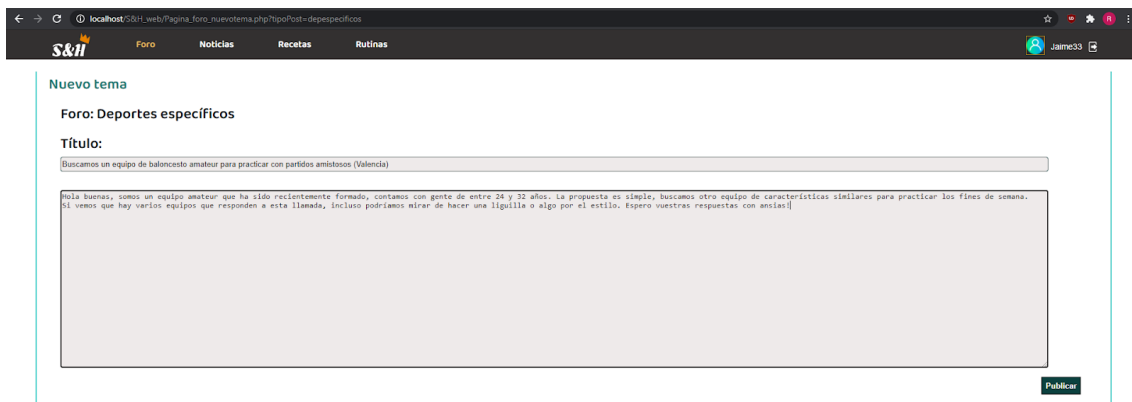 localhost/S&H_web/Pagina_foro_nuevotema.php?tipoPost=depespecificos
R
S&H
Foro
Noticias
Recetas
Rutinas
Jaime33
Nuevo tema
Foro: Deportes específicos
Título:
Buscamos un equipo de baloncesto amateur para practicar con partidos amistosos (Valencia)
Hola buenas, somos un equipo amateur que ha sido recientemente formado, contamos con gente de entre 24 y 32 años. La propuesta es simple, buscamos otro equipo de características similares para practicar los fines de semana.
Si vemos que hay varios equipos que responden a esta llamada, incluso podríamos mirar de hacer una liguilla o algo por el estilo. Espero vuestras respuestas con ansias!
Publicar